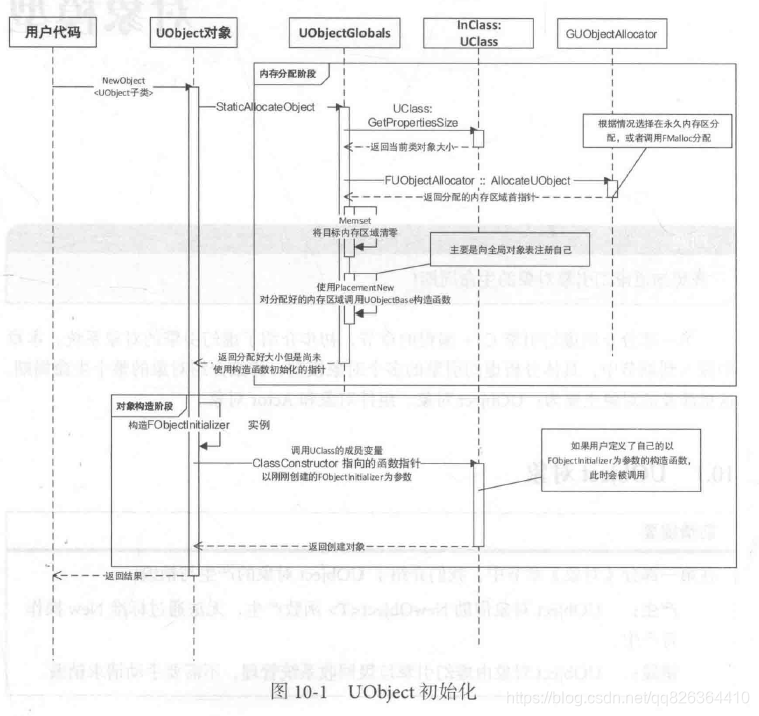 用户代码
UObject对象
UObjectGlobals
InClass:
UClass
GUObjectAllocator
内存分配阶段
NewObject
<UObject子类>
StaticAllocateObject
UClass:
GetPropertiesSize
返回当前类对象大小
根据情况选择在永久内存区分
配，或者调用FMalloc分配
FUObjectAllocator :: AllocateUObject
返回分配的内存区域首指针
Memset
将目标内存区域清零
主要是向全局对象表注册自己
使用PlacementNew
对分配好的内存区域调用UObjectBase构造函数
返回分配好大小但是尚未
使用构造函数初始化的指针
对象构造阶段
构造FObjectInitializer 实例
调用UClass的成员变量
ClassConstructor 指向的函数指针
以刚刚创建的FObjectInitializer为参数
如果用户定义了自己的以
FObjectInitializer为参数的构造函数，
此时会被调用
返回创建对象
返回结果
图 10-1 UObject 初始化
https://blog.csdn.net/qq826364410